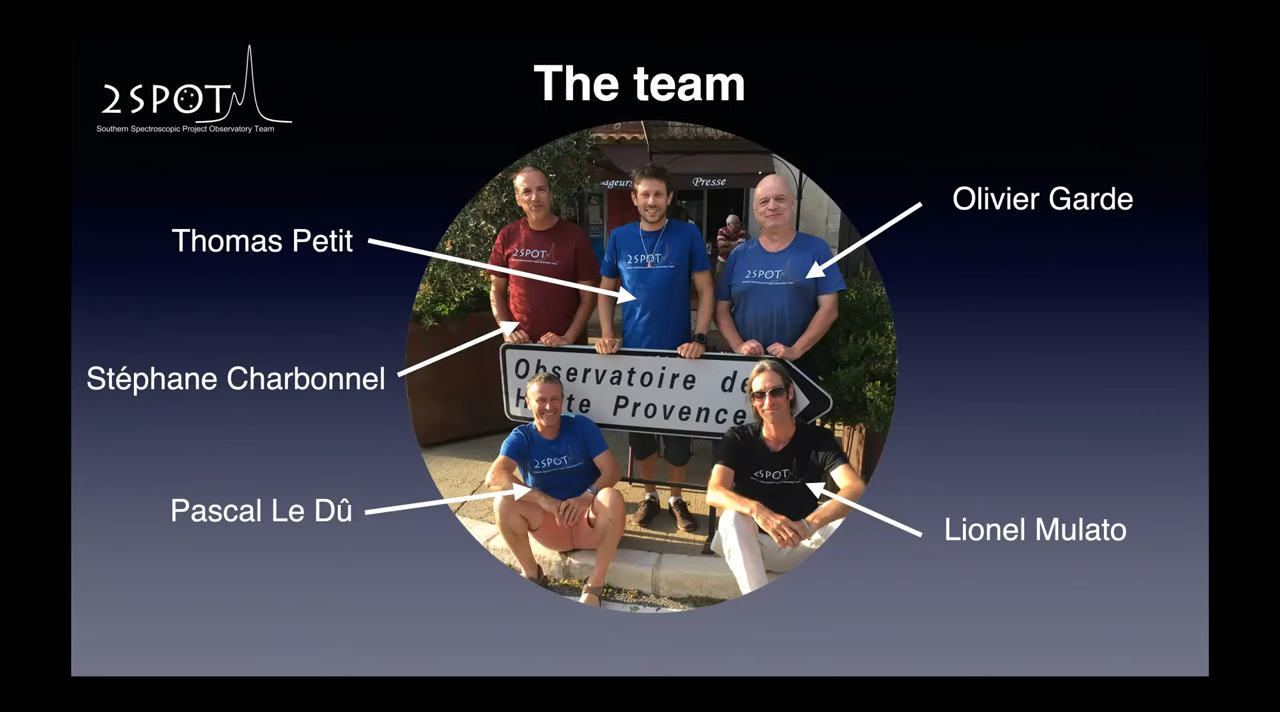 The team
2SPOT
Southern Spectroscopic Project Observatory Team
Olivier Garde
Thomas Petit
Stéphane Charbonnel
Pascal Le Dû
Lionel Mulato
Presse
2SPOT
2SPOT
2SPOT
Observatoire de
Haute Provence
2SPOT
2SPOT